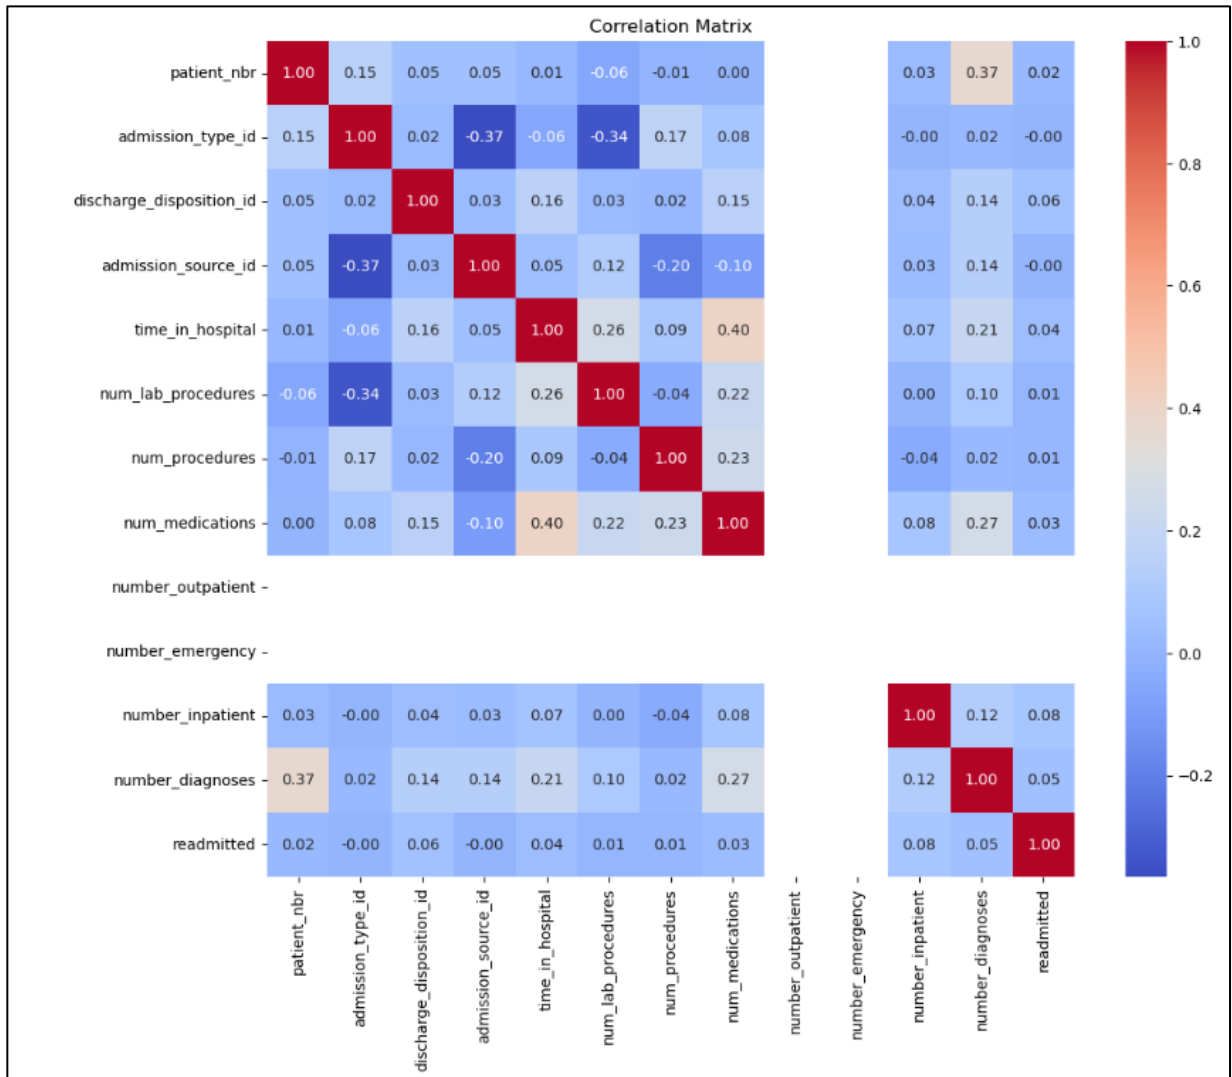 Correlation Matrix
patient_nbr 1.00 0.15 0.05 0.05 0.01 -0.06 -0.01 0.00 0.03 0.37 0.02
admission_type_id 0.15 1.00 0.02 -0.37 -0.06 -0.34 0.17 0.08 -0.00 0.02 -0.00
discharge_disposition_id 0.05 0.02 1.00 0.03 0.16 0.03 0.02 0.15 0.04 0.14 0.06
admission_source_id 0.05 -0.37 0.03 1.00 0.05 0.12 -0.20 -0.10 0.03 0.14 -0.00
time_in_hospital 0.01 -0.06 0.16 0.05 1.00 0.26 0.09 0.40 0.07 0.21 0.04
num_lab_procedures -0.06 -0.34 0.03 0.12 0.26 1.00 -0.04 0.22 0.00 0.10 0.01
num_procedures -0.01 0.17 0.02 -0.20 0.09 -0.04 1.00 0.23 -0.04 0.02 0.01
num_medications 0.00 0.08 0.15 -0.10 0.40 0.22 0.23 1.00 0.08 0.27 0.03
number_outpatient
number_emergency
number_inpatient 0.03 -0.00 0.04 0.03 0.07 0.00 -0.04 0.08 1.00 0.12 0.08
number_diagnoses 0.37 0.02 0.14 0.14 0.21 0.10 0.02 0.27 0.12 1.00 0.05
readmitted 0.02 -0.00 0.06 -0.00 0.04 0.01 0.01 0.03 0.08 0.05 1.00
patient_nbr
admission_type_id
discharge_disposition_id
admission_source_id
time_in_hospital
num_lab_procedures
num_procedures
num_medications
number_outpatient
number_emergency
number_inpatient
number_diagnoses
readmitted
1.0
0.8
0.6
0.4
0.2
0.0
−0.2